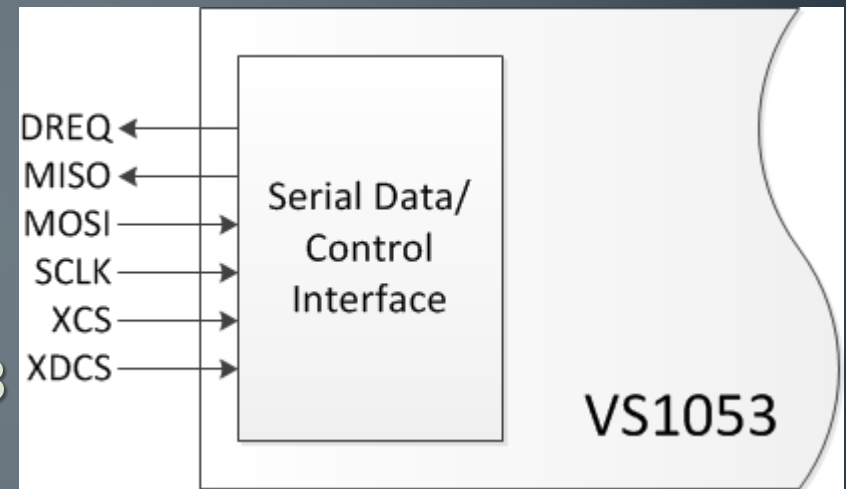 DREQ
MISO
MOSI
SCLK
XCS
XDCS
Serial Data/
Control
Interface
VS1053